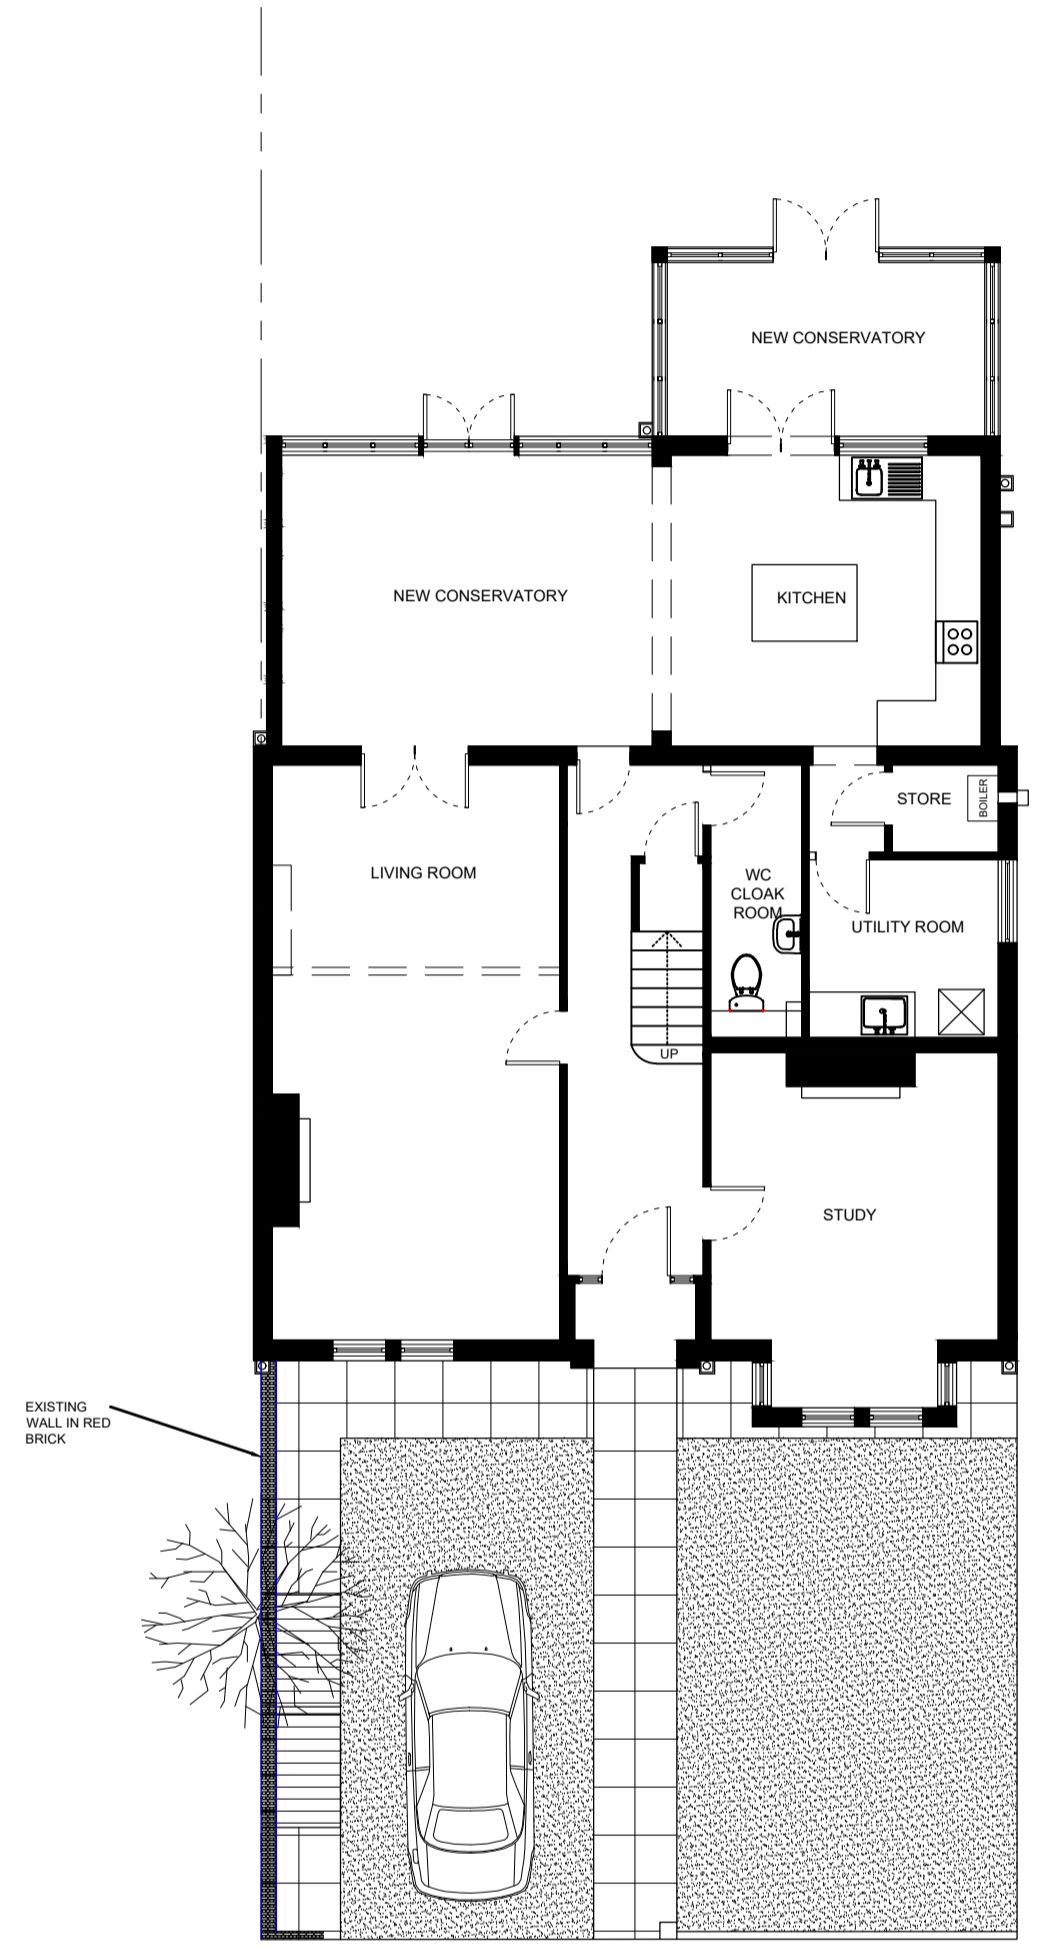 NEW CONSERVATORY
NEW CONSERVATORY
KITCHEN
STORE
BOILER
LIVING ROOM
WC
CLOAK
ROOM
UTILITY ROOM
UP
STUDY
EXISTING
WALL IN RED
BRICK